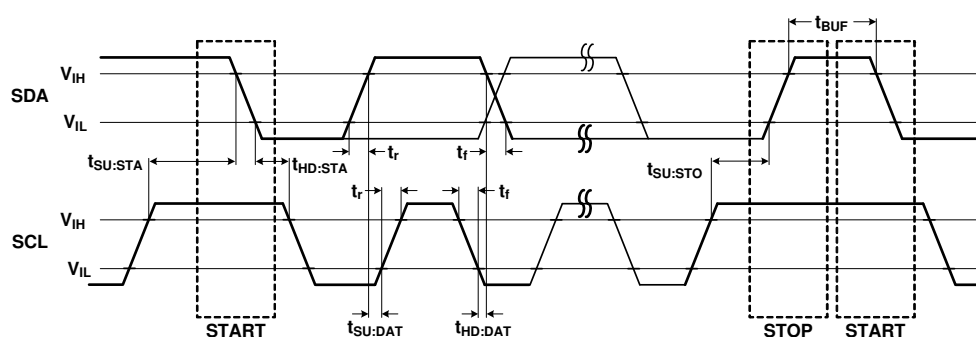 tBUF
VIH
SDA
VIL
tSU:STA
tHD:STA
tr
tf
tSU:STO
tr
tf
VIH
SCL
VIL
tSU:DAT
tHD:DAT
START
STOP
START